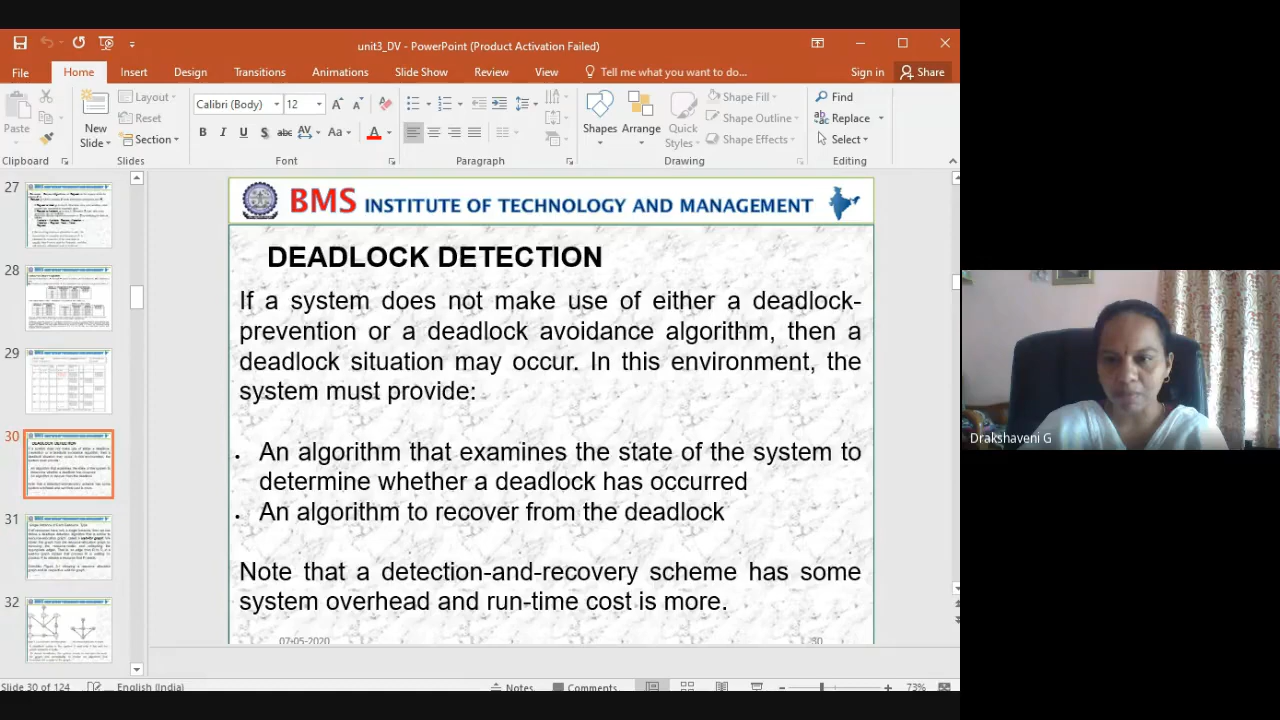 unit3_DV - PowerPoint (Product Activation Failed)
File Home Insert Design Transitions Animations Slide Show Review View Tell me what you want to do... Sign in Share
Paste
New Slide
Layout
Reset
Section
Calibri (Body) 12
B I U S abc AV Aa A
Shapes Arrange Quick Styles
Shape Fill
Shape Outline
Shape Effects
Find
Replace
Select
Clipboard Slides Font Paragraph Drawing Editing
27
28
29
30
31
32
BMS INSTITUTE OF TECHNOLOGY AND MANAGEMENT
DEADLOCK DETECTION
If a system does not make use of either a deadlock-
prevention or a deadlock avoidance algorithm, then a
deadlock situation may occur. In this environment, the
system must provide:
• An algorithm that examines the state of the system to
determine whether a deadlock has occurred
• An algorithm to recover from the deadlock
Note that a detection-and-recovery scheme has some
system overhead and run-time cost is more.
07-05-2020 30
Slide 30 of 124 English (India) Notes Comments 73%
Drakshaveni G